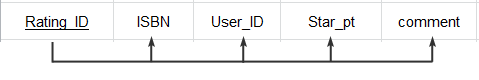 Rating_ID ISBN User_ID Star_pt comment